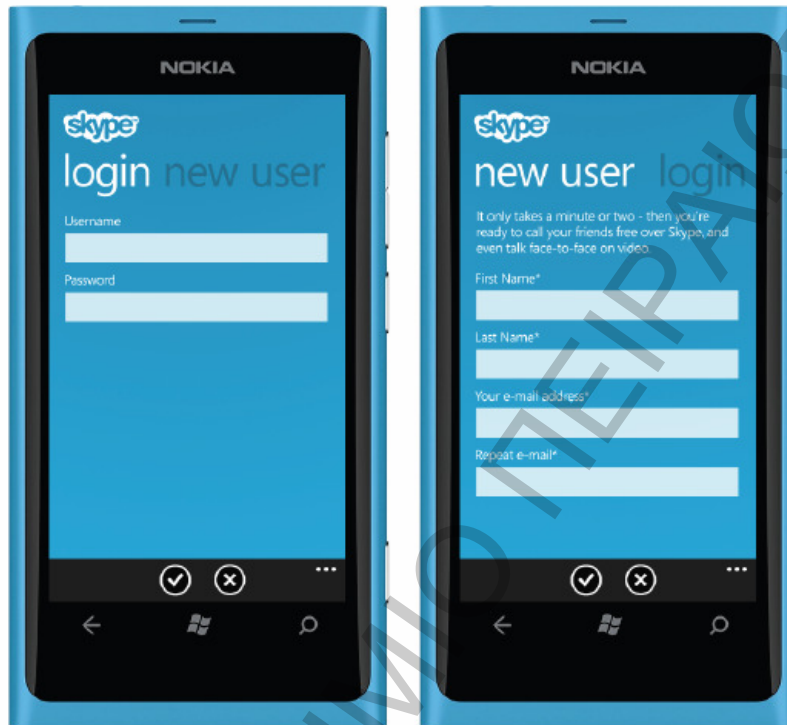 NOKIA
skype
login new user
Username
Password
NOKIA
skype
new user login
It only takes a minute or two - then you're
ready to call your friends free over Skype, and
even talk face-to-face on video.
First Name*
Last Name*
Your e-mail address*
Repeat e-mail*
ΜΙΟ ΠΕΙΡΑΙΩ